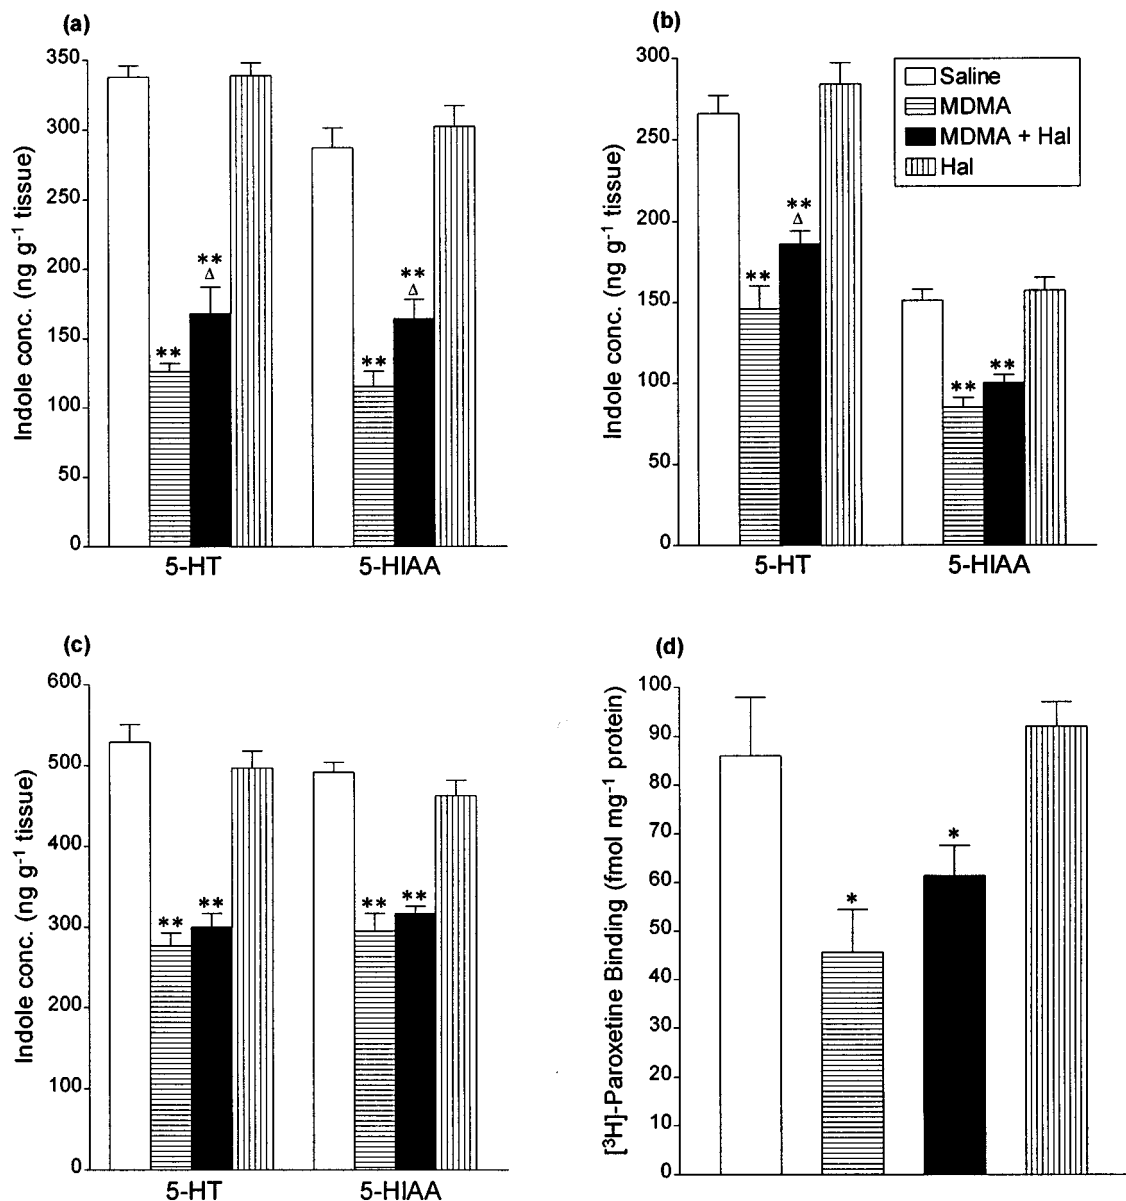 (a)
Indole conc. (ng g⁻¹ tissue)
350
300
250
200
150
100
50
0
**
**
Δ
**
**
Δ
5-HT 5-HIAA
(b)
Indole conc. (ng g⁻¹ tissue)
300
250
200
150
100
50
0
Saline
MDMA
MDMA + Hal
Hal
**
**
Δ
**
**
5-HT 5-HIAA
(c)
Indole conc. (ng g⁻¹ tissue)
600
500
400
300
200
100
0
**
**
**
**
5-HT 5-HIAA
(d)
[³H]-Paroxetine Binding (fmol mg⁻¹ protein)
100
90
80
70
60
50
40
30
20
10
0
*
*